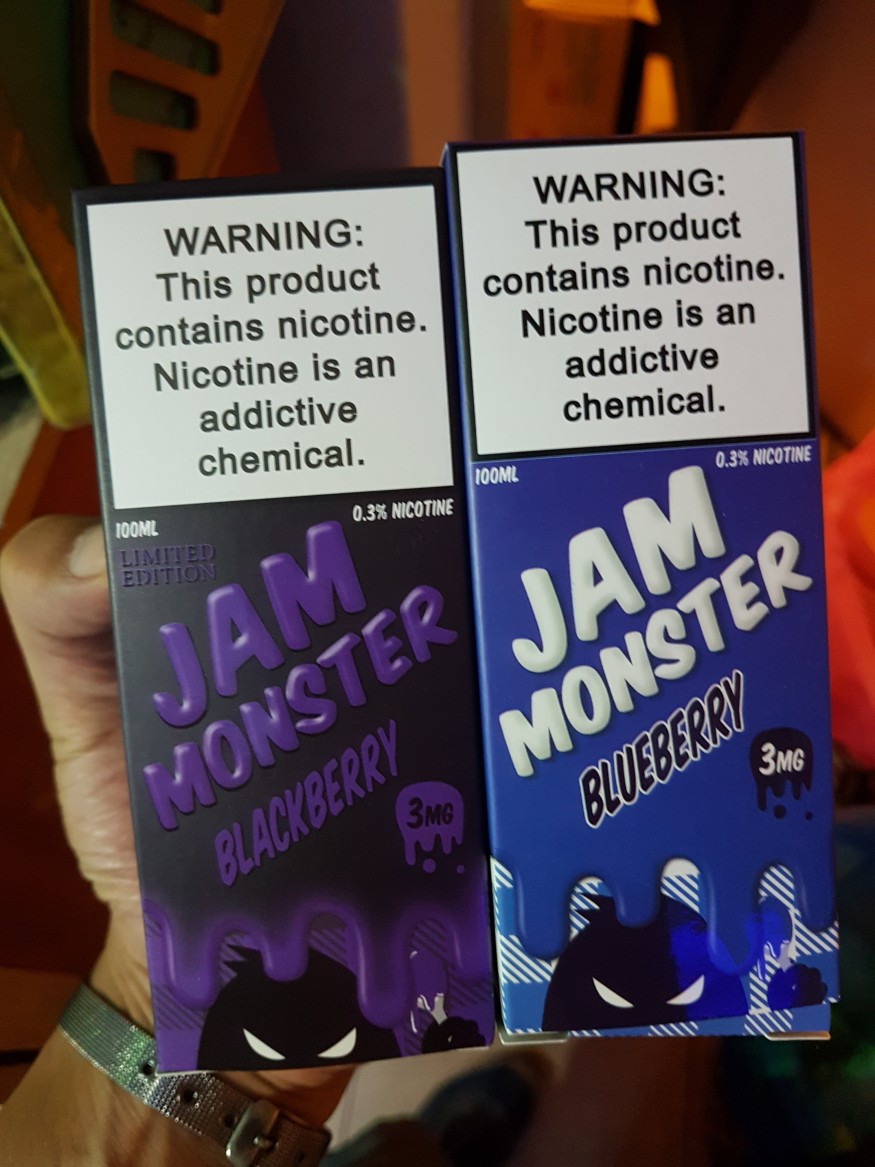 WARNING:
This product
contains nicotine.
Nicotine is an
addictive
chemical.
100ML
0.3% NICOTINE
LIMITED
EDITION
JAM
MONSTER
BLACKBERRY
3MG
WARNING:
This product
contains nicotine.
Nicotine is an
addictive
chemical.
100ML
0.3% NICOTINE
JAM
MONSTER
BLUEBERRY
3MG